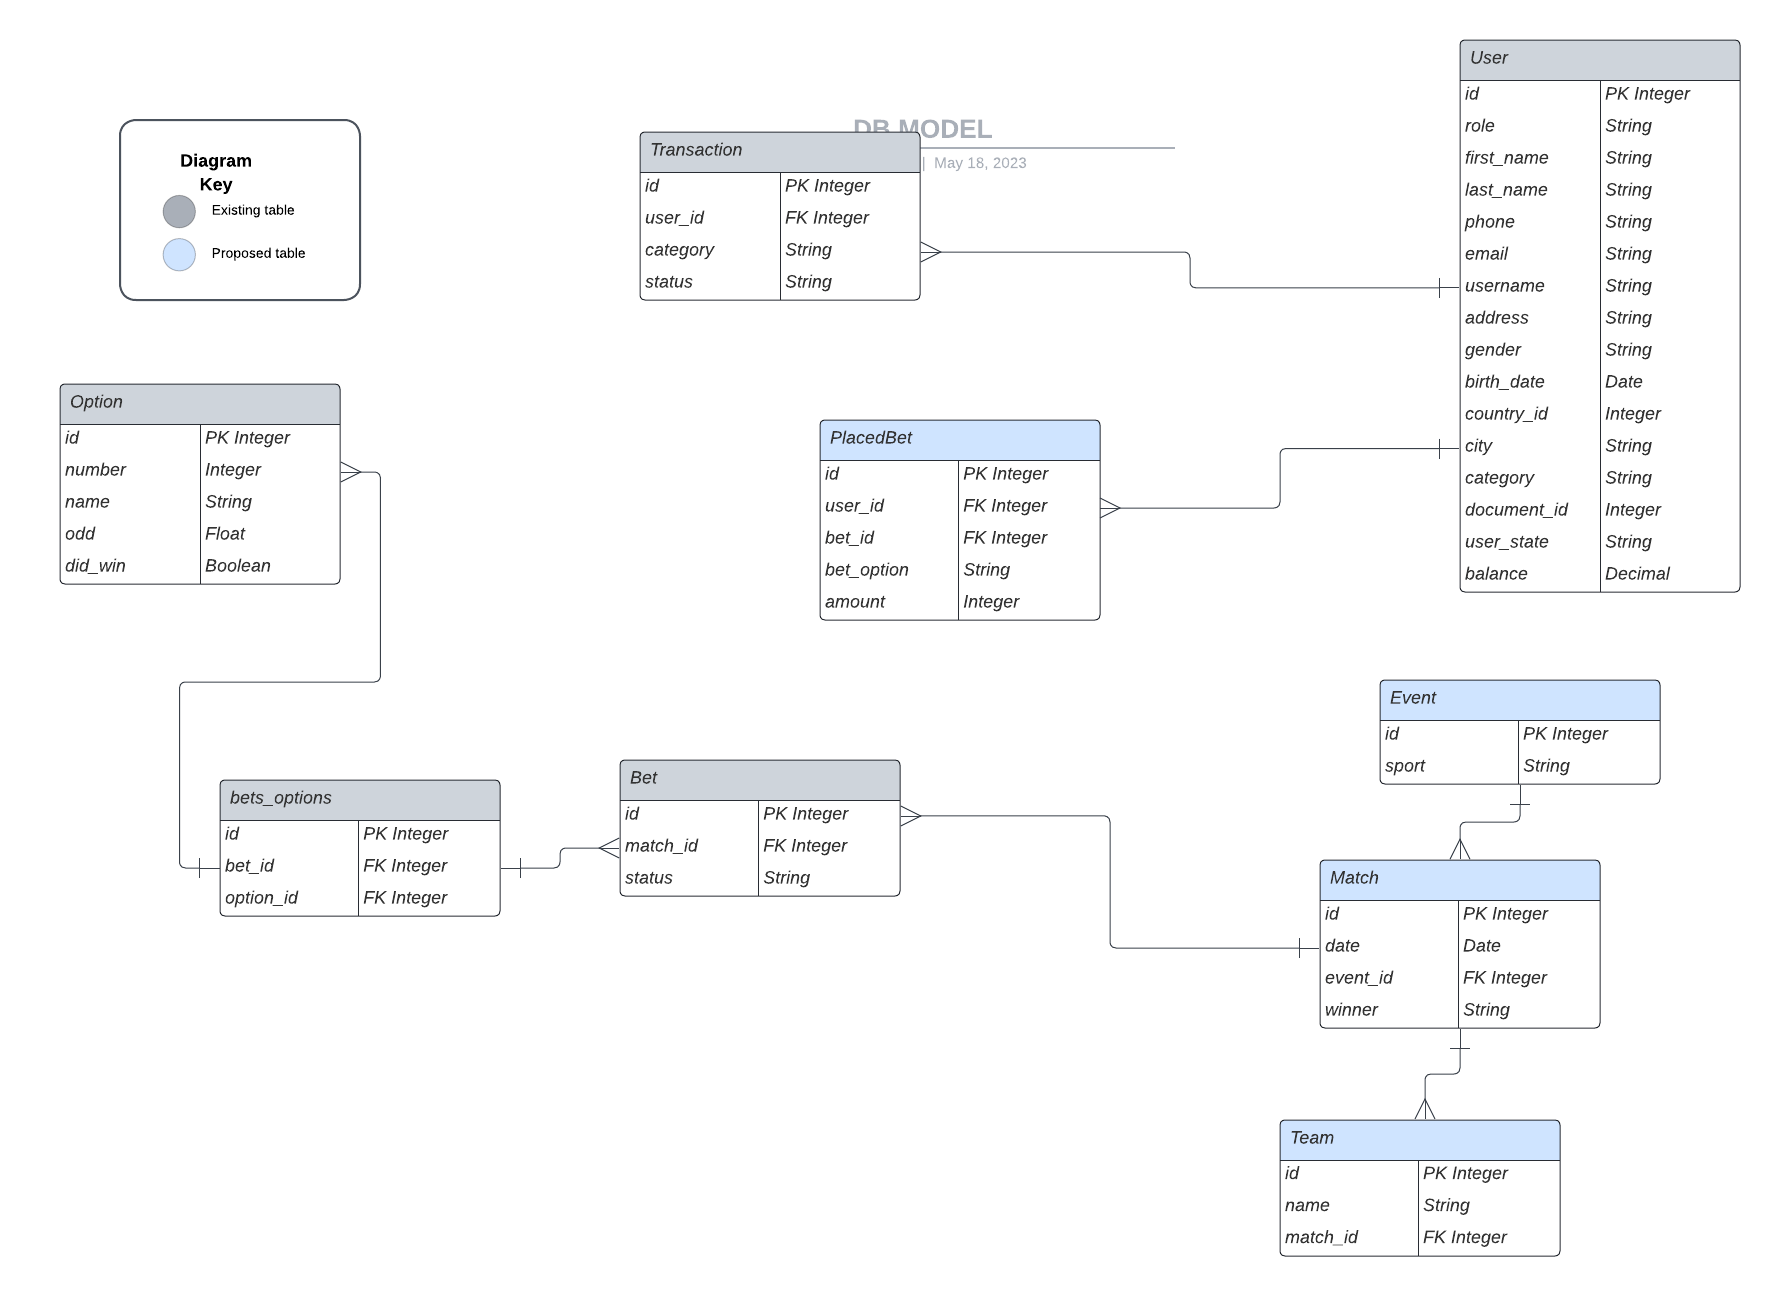 DB MODEL
| May 18, 2023
Diagram
Key
Existing table
Proposed table
Transaction
id PK Integer
user_id FK Integer
category String
status String
User
id PK Integer
role String
first_name String
last_name String
phone String
email String
username String
address String
gender String
birth_date Date
country_id Integer
city String
category String
document_id Integer
user_state String
balance Decimal
Option
id PK Integer
number Integer
name String
odd Float
did_win Boolean
PlacedBet
id PK Integer
user_id FK Integer
bet_id FK Integer
bet_option String
amount Integer
Event
id PK Integer
sport String
bets_options
id PK Integer
bet_id FK Integer
option_id FK Integer
Bet
id PK Integer
match_id FK Integer
status String
Match
id PK Integer
date Date
event_id FK Integer
winner String
Team
id PK Integer
name String
match_id FK Integer